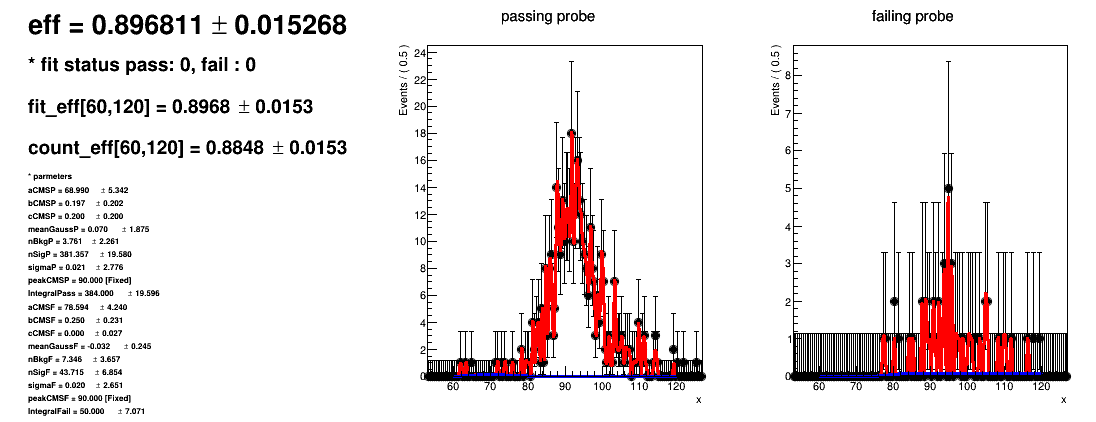 eff = 0.896811 ± 0.015268
* fit status pass: 0, fail : 0
fit_eff[60,120] = 0.8968 ± 0.0153
count_eff[60,120] = 0.8848 ± 0.0153
* parmeters
aCMSP = 68.990 ± 5.342
bCMSP = 0.197 ± 0.202
cCMSP = 0.200 ± 0.200
meanGaussP = 0.070 ± 1.875
nBkgP = 3.761 ± 2.261
nSigP = 381.357 ± 19.580
sigmaP = 0.021 ± 2.776
peakCMSP = 90.000 [Fixed]
IntegralPass = 384.000 ± 19.596
aCMSF = 78.594 ± 4.240
bCMSF = 0.250 ± 0.231
cCMSF = 0.000 ± 0.027
meanGaussF = -0.032 ± 0.245
nBkgF = 7.346 ± 3.657
nSigF = 43.715 ± 6.854
sigmaF = 0.020 ± 2.651
peakCMSF = 90.000 [Fixed]
IntegralFail = 50.000 ± 7.071
passing probe
Events / ( 0.5 )
24
22
20
18
16
14
12
10
8
6
4
2
0
60 70 80 90 100 110 120
x
failing probe
Events / ( 0.5 )
8
7
6
5
4
3
2
1
0
60 70 80 90 100 110 120
x